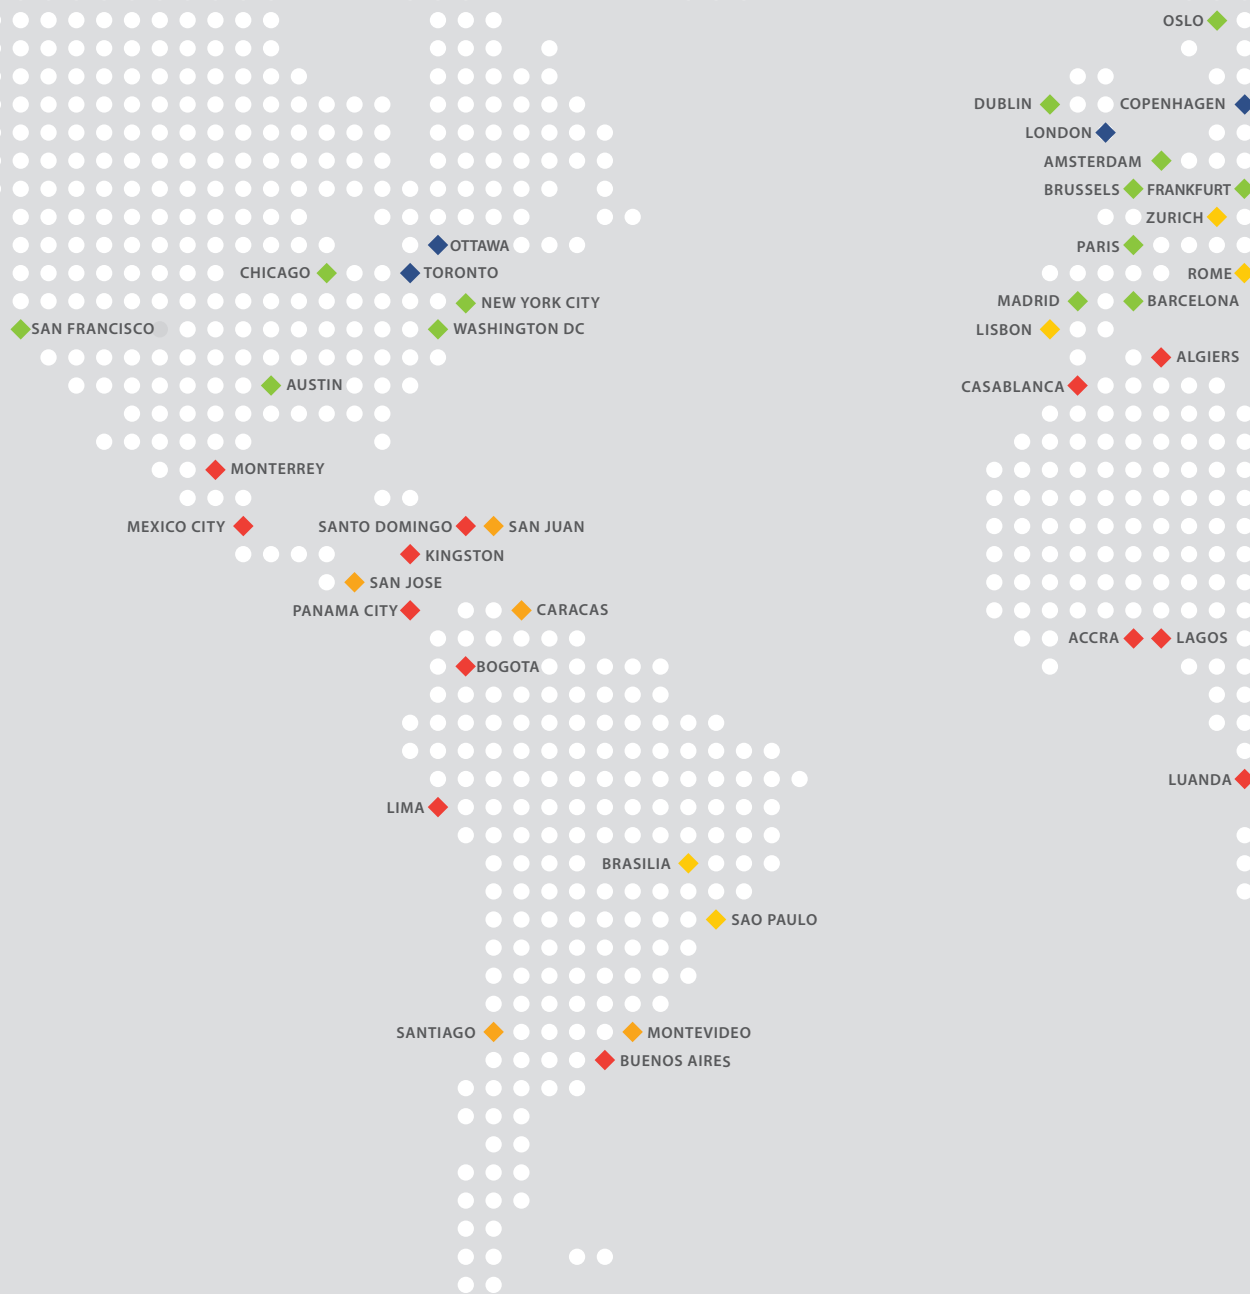 OSLO
DUBLIN
COPENHAGEN
LONDON
AMSTERDAM
BRUSSELS
FRANKFURT
ZURICH
OTTAWA
PARIS
CHICAGO
TORONTO
ROME
NEW YORK CITY
MADRID
BARCELONA
SAN FRANCISCO
WASHINGTON DC
LISBON
ALGIERS
AUSTIN
CASABLANCA
MONTERREY
MEXICO CITY
SANTO DOMINGO
SAN JUAN
KINGSTON
SAN JOSE
PANAMA CITY
CARACAS
ACCRA
LAGOS
BOGOTA
LUANDA
LIMA
BRASILIA
SAO PAULO
SANTIAGO
MONTEVIDEO
BUENOS AIRES